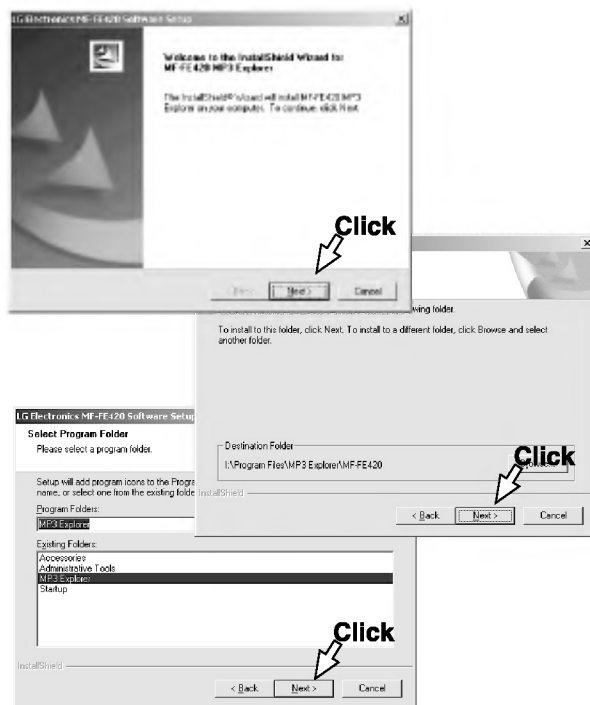 LG Electronics MF-FE420 Software Setup
Welcome to the InstallShield Wizard for
MF-FE420 MP3 Explorer
The InstallShield® Wizard will install MF-FE420 MP3
Explorer on your computer. To continue, click Next.
Click
Next >
Cancel
wing folder.
To install to this folder, click Next. To install to a different folder, click Browse and select
another folder.
Destination Folder
I:\Program Files\MP3 Explorer\MF-FE420
Click
InstallShield
< Back
Next >
Cancel
LG Electronics MF-FE420 Software Setup
Select Program Folder
Please select a program folder.
Setup will add program icons to the Progra
name, or select one from the existing folde
Program Folders:
MP3 Explorer
Existing Folders:
Accessories
Administrative Tools
MP3 Explorer
Startup
Click
InstallShield
< Back
Next >
Cancel